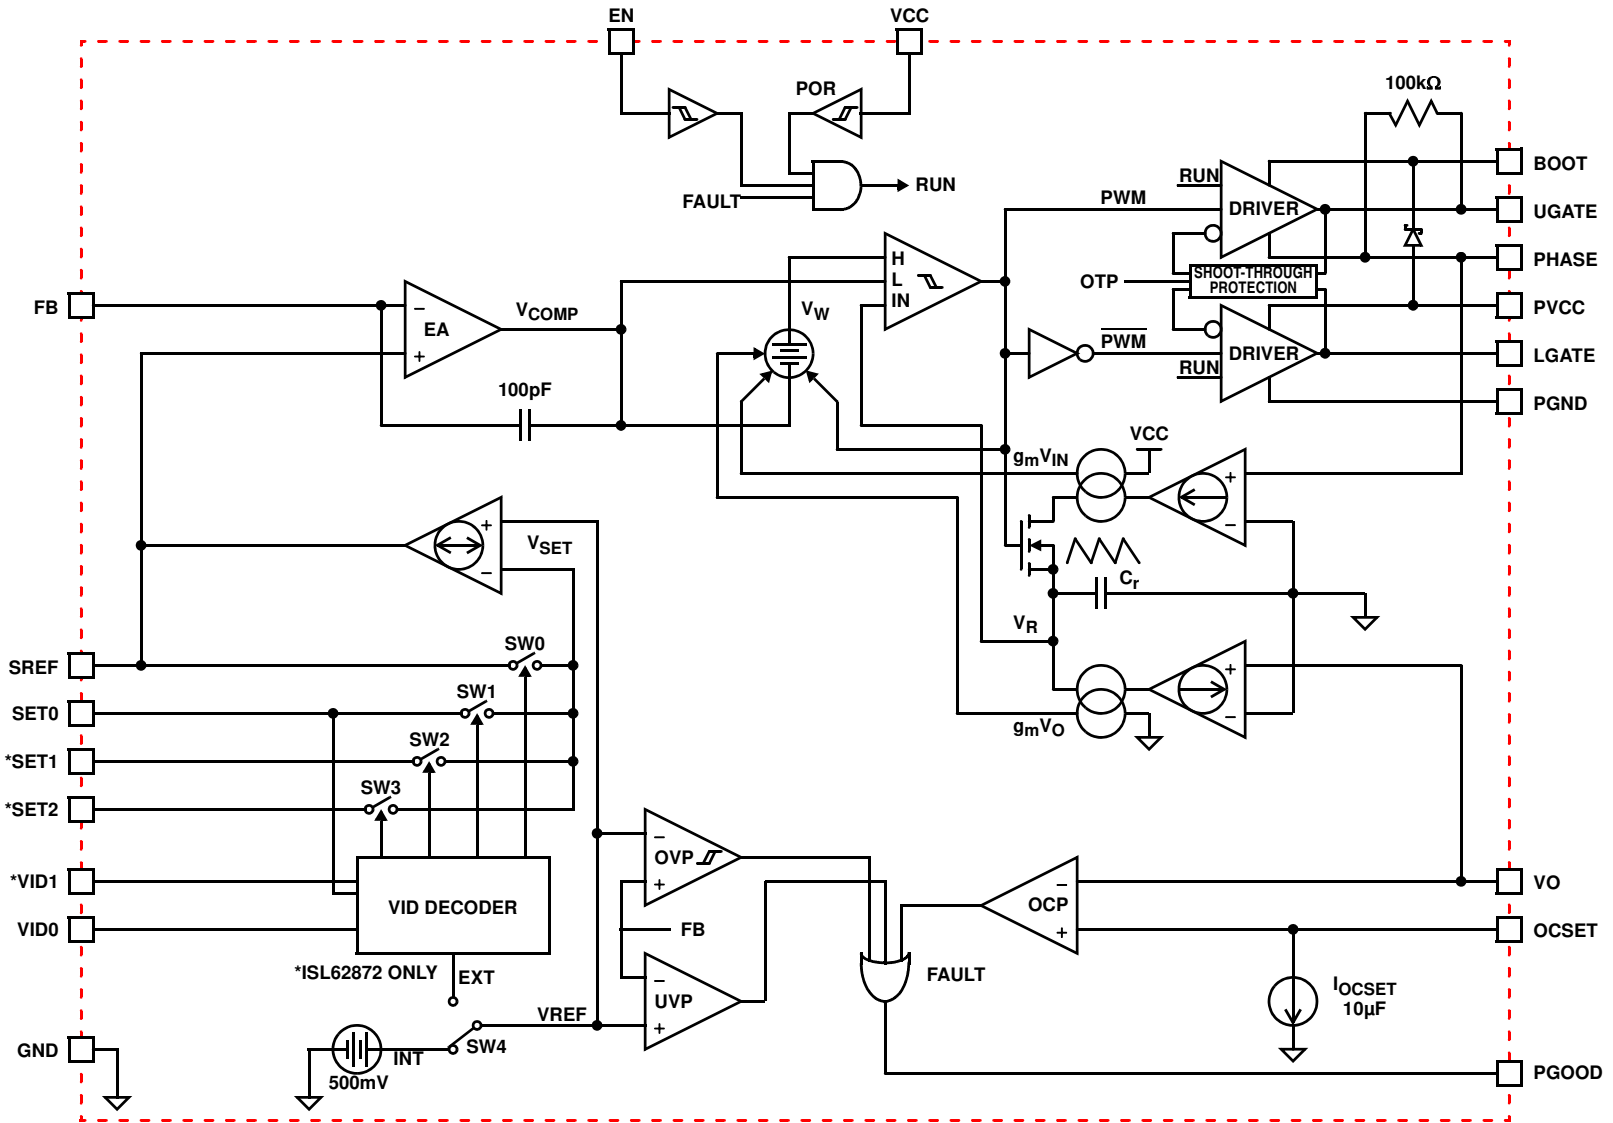 EN
VCC
POR
100kΩ
BOOT
RUN
RUN
FAULT
PWM
DRIVER
UGATE
H
L
IN
OTP
SHOOT-THROUGH
PROTECTION
PHASE
FB
−
EA
+
VCOMP
VW
PVCC
PWM
DRIVER
RUN
LGATE
100pF
PGND
VCC
gmVIN
+
−
+
−
VSET
Cr
VR
SREF
SW0
SET0
SW1
+
−
gmVO
*SET1
SW2
*SET2
SW3
−
OVP
+
*VID1
VID0
VID DECODER
FB
−
OCP
+
VO
OCSET
*ISL62872 ONLY
EXT
−
UVP
+
FAULT
IOCSET
10µF
VREF
SW4
GND
INT
500mV
PGOOD